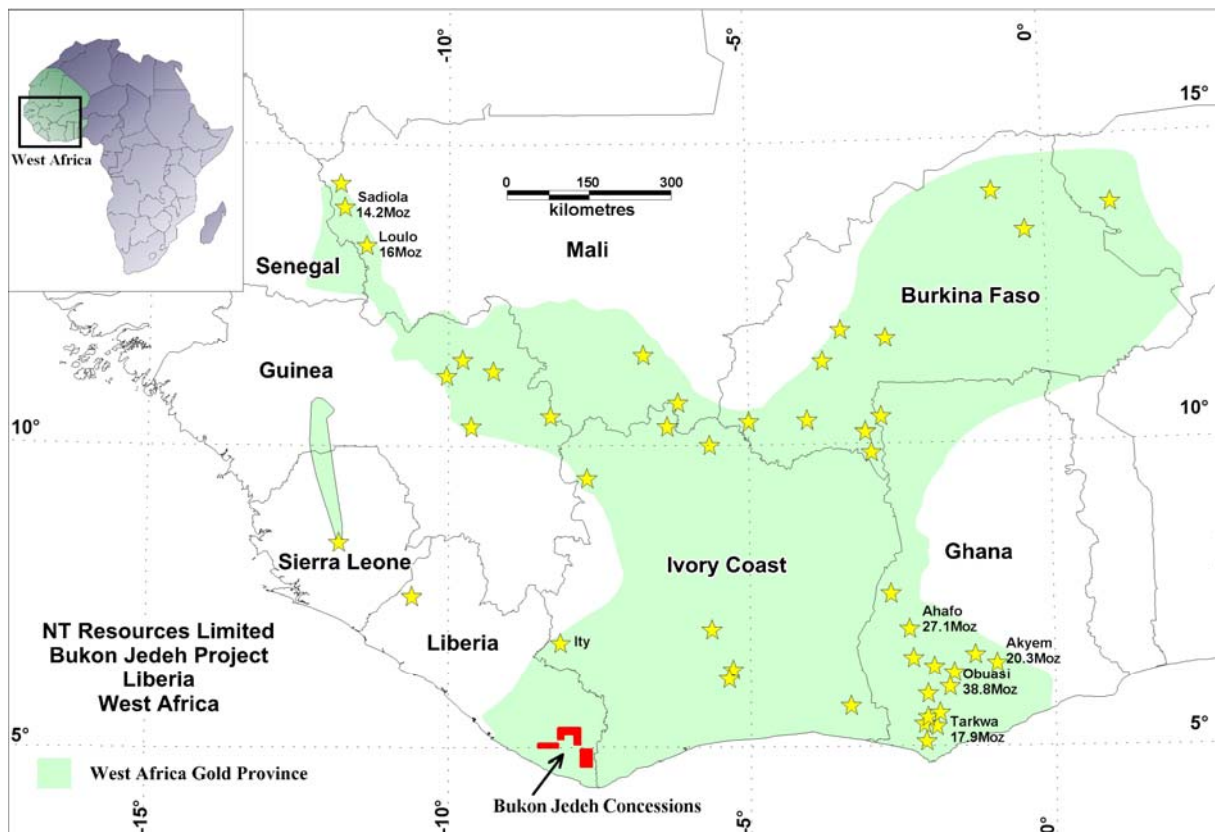 West Africa
-10°
-5°
0°
15°
Sadiola
14.2Moz
Loulo
16Moz
0 150 300
kilometres
Mali
Senegal
Burkina Faso
Guinea
10°
10°
Sierra Leone
Ivory Coast
Ghana
Ahafo
27.1Moz
Akyem
20.3Moz
Obuasi
38.8Moz
Tarkwa
17.9Moz
Ity
Liberia
NT Resources Limited
Bukon Jedeh Project
Liberia
West Africa
5°
5°
West Africa Gold Province
Bukon Jedeh Concessions
-15°
-10°
-5°
0°